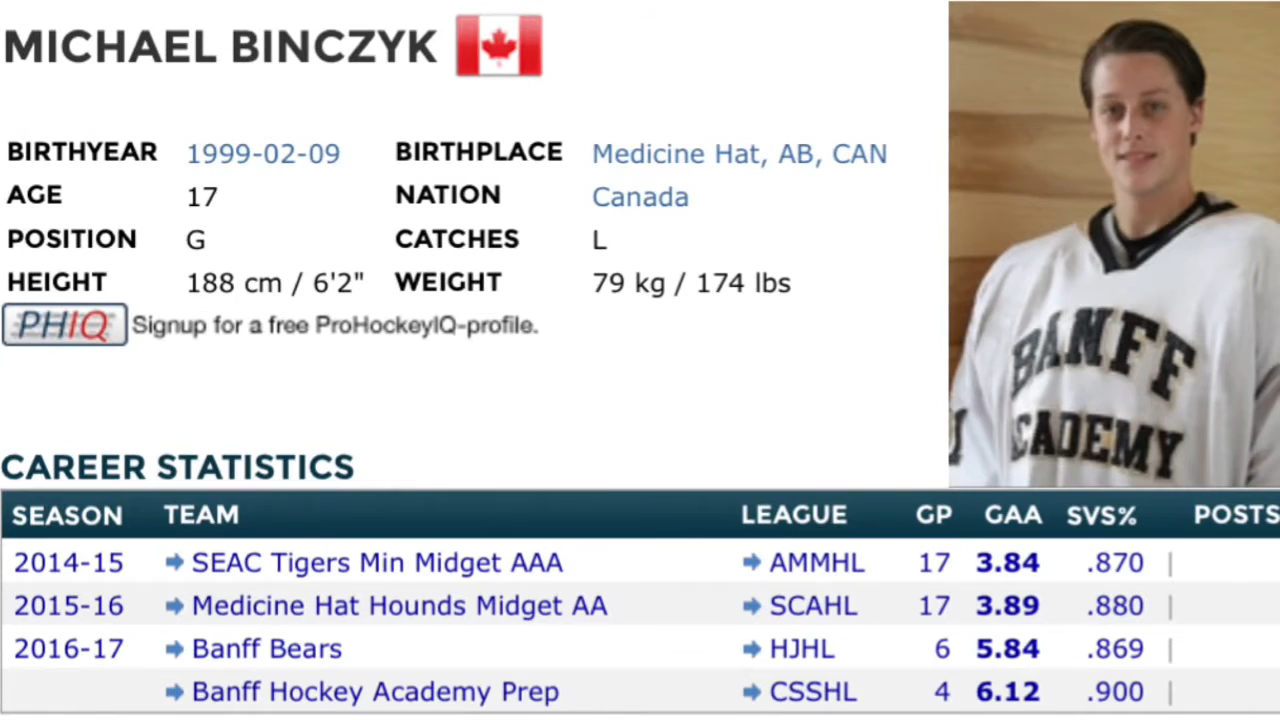 MICHAEL BINCZYK
BIRTHYEAR 1999-02-09 BIRTHPLACE Medicine Hat, AB, CAN
AGE 17 NATION Canada
POSITION G CATCHES L
HEIGHT 188 cm / 6'2" WEIGHT 79 kg / 174 lbs
PHIQ Signup for a free ProHockeyIQ-profile.
BANFF
ACADEMY
CAREER STATISTICS
SEASON TEAM LEAGUE GP GAA SVS% POSTS
2014-15 SEAC Tigers Min Midget AAA AMMHL 17 3.84 .870 |
2015-16 Medicine Hat Hounds Midget AA SCAHL 17 3.89 .880 |
2016-17 Banff Bears HJHL 6 5.84 .869 |
Banff Hockey Academy Prep CSSHL 4 6.12 .900 |